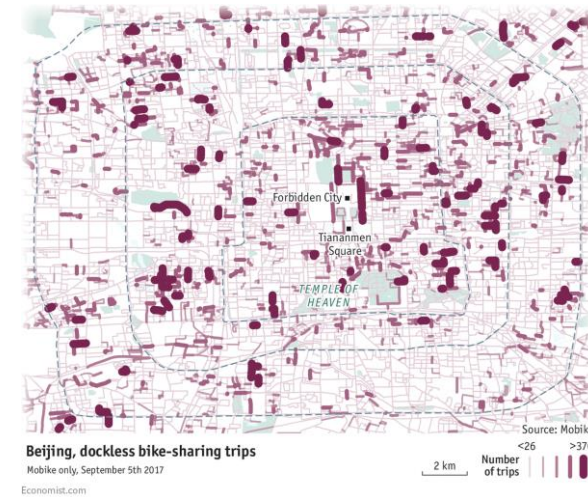 Forbidden City
Tiananmen
Square
TEMPLE OF
HEAVEN
Source: Mobik
Beijing, dockless bike-sharing trips
Mobike only, September 5th 2017
2 km
Number
of trips
<26
>370
Economist.com